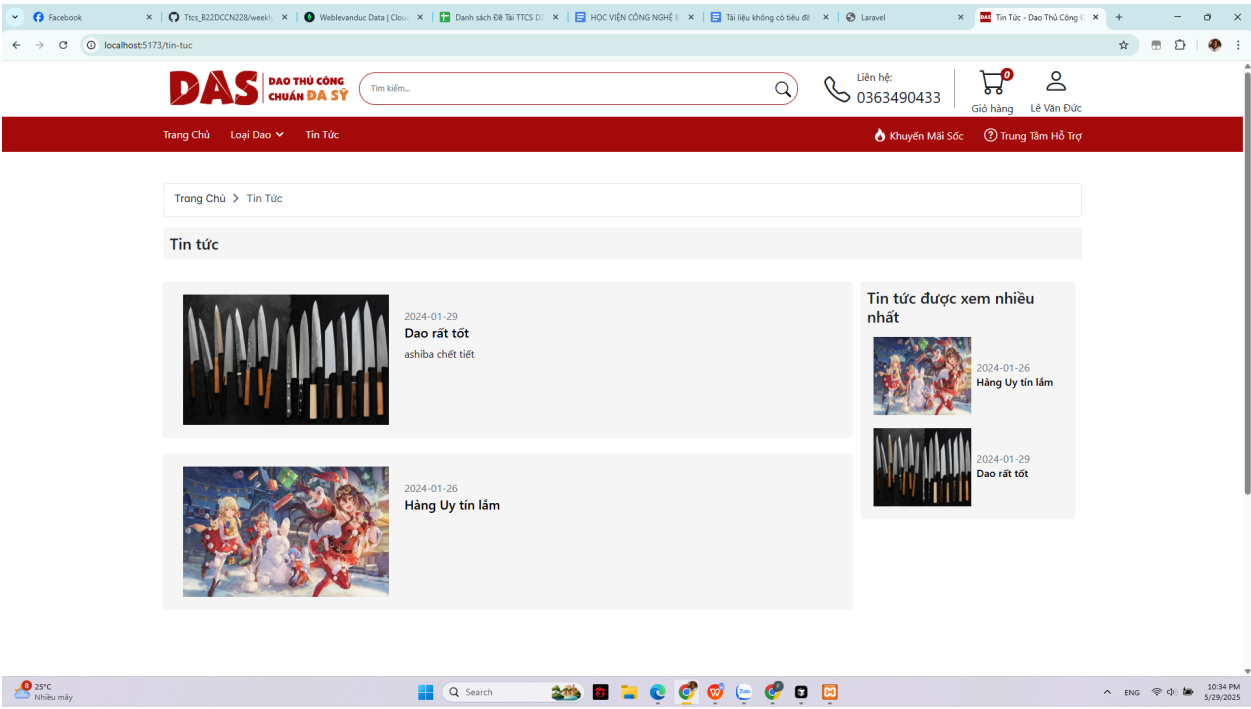 Facebook
Ttcs_B22DCCN228/weekly
Weblevanduc Data | Clou
Danh sách Đề Tài TTCS D
HỌC VIỆN CÔNG NGHỆ B
Tài liệu không có tiêu đề
Laravel
Tin Tức - Dao Thủ Công Đ
localhost:5173/tin-tuc
DAS
DAO THỦ CÔNG
CHUẨN ĐA SỸ
Tìm kiếm...
Liên hệ:
0363490433
0
Giỏ hàng
Lê Văn Đức
Trang Chủ
Loại Dao
Tin Tức
Khuyến Mãi Sốc
Trung Tâm Hỗ Trợ
Trang Chủ > Tin Tức
Tin tức
2024-01-29
Dao rất tốt
ashiba chết tiết
2024-01-26
Hàng Uy tín lắm
Tin tức được xem nhiều
nhất
2024-01-26
Hàng Uy tín lắm
2024-01-29
Dao rất tốt
8
25°C
Nhiều mây
Search
Zalo
ENG
10:34 PM
5/29/2025